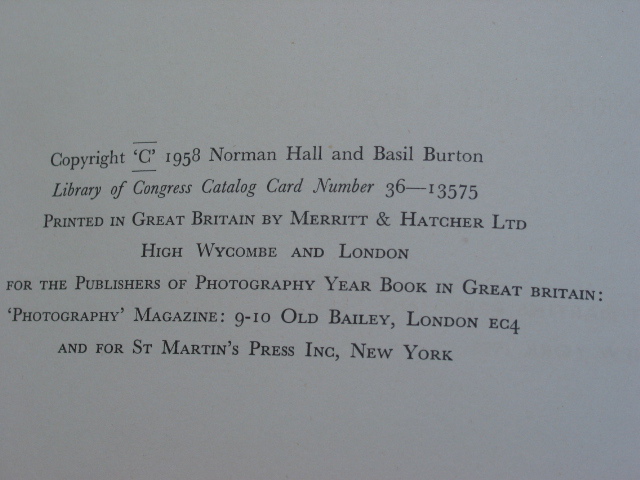 Copyright 'C' 1958 Norman Hall and Basil Burton
Library of Congress Catalog Card Number 36—13575
Printed in Great Britain by Merritt & Hatcher Ltd
High Wycombe and London
for the Publishers of Photography Year Book in Great britain:
'Photography' Magazine: 9-10 Old Bailey, London ec4
and for St Martin's Press Inc, New York